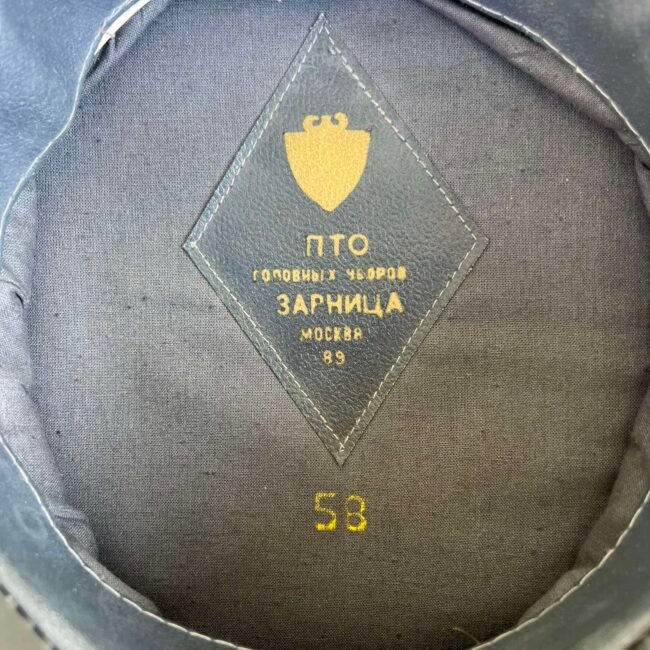 ПТО
ГОЛОВНЫХ УБОРОВ
ЗАРНИЦА
МОСКВА
89
58